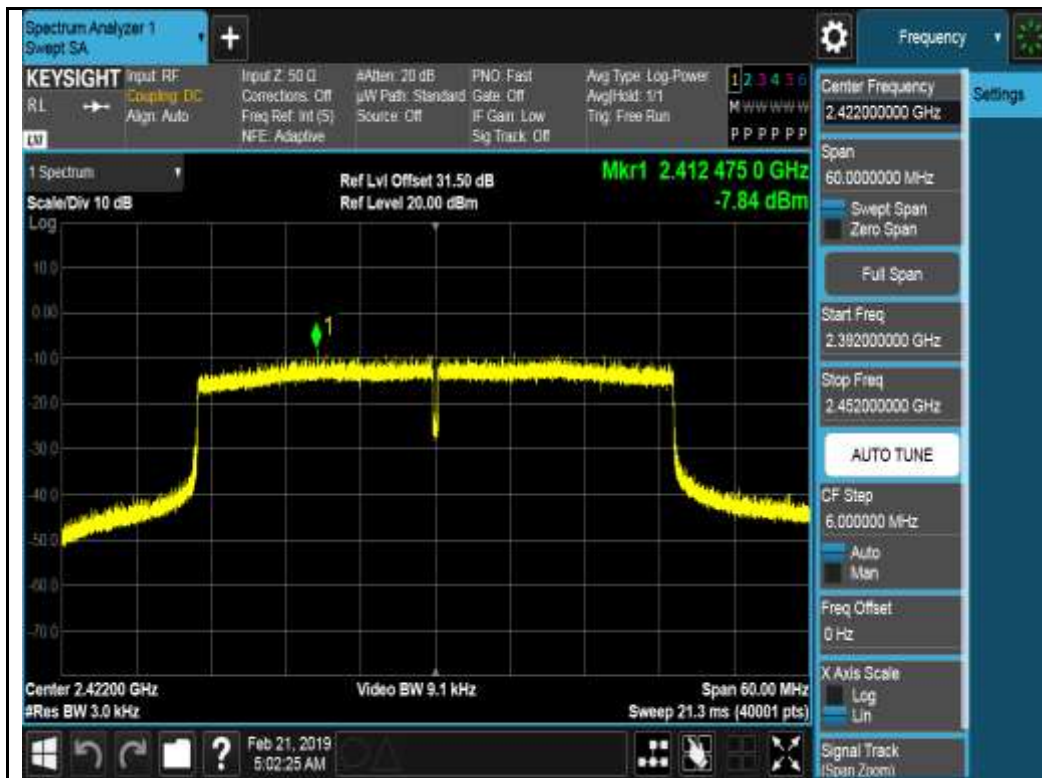 Spectrum Analyzer 1
Swept SA
Frequency
KEYSIGHT
RL
Input: RF
Coupling: DC
Align: Auto
Input Z: 50 Ω
Corrections: Off
Freq Ref: Int (S)
NFE: Adaptive
#Atten: 20 dB
µW Path: Standard
Source: Off
PNO: Fast
Gate: Off
IF Gain: Low
Sig Track: Off
Avg Type: Log-Power
Avg|Hold: 1/1
Trig: Free Run
1 2 3 4 5 6
M W W W W W
P P P P P P
Settings
1 Spectrum
Scale/Div 10 dB
Log
Ref Lvl Offset 31.50 dB
Ref Level 20.00 dBm
Mkr1 2.412 475 0 GHz
-7.84 dBm
10.0
0.00
-10.0
-20.0
-30.0
-40.0
-50.0
-60.0
-70.0
1
Center 2.42200 GHz
#Res BW 3.0 kHz
Video BW 9.1 kHz
Span 60.00 MHz
Sweep 21.3 ms (40001 pts)
Center Frequency
2.422000000 GHz
Span
60.0000000 MHz
Swept Span
Zero Span
Full Span
Start Freq
2.392000000 GHz
Stop Freq
2.452000000 GHz
AUTO TUNE
CF Step
6.000000 MHz
Auto
Man
Freq Offset
0 Hz
X Axis Scale
Log
Lin
Signal Track
(Span Zoom)
?
Feb 21, 2019
5:02:25 AM